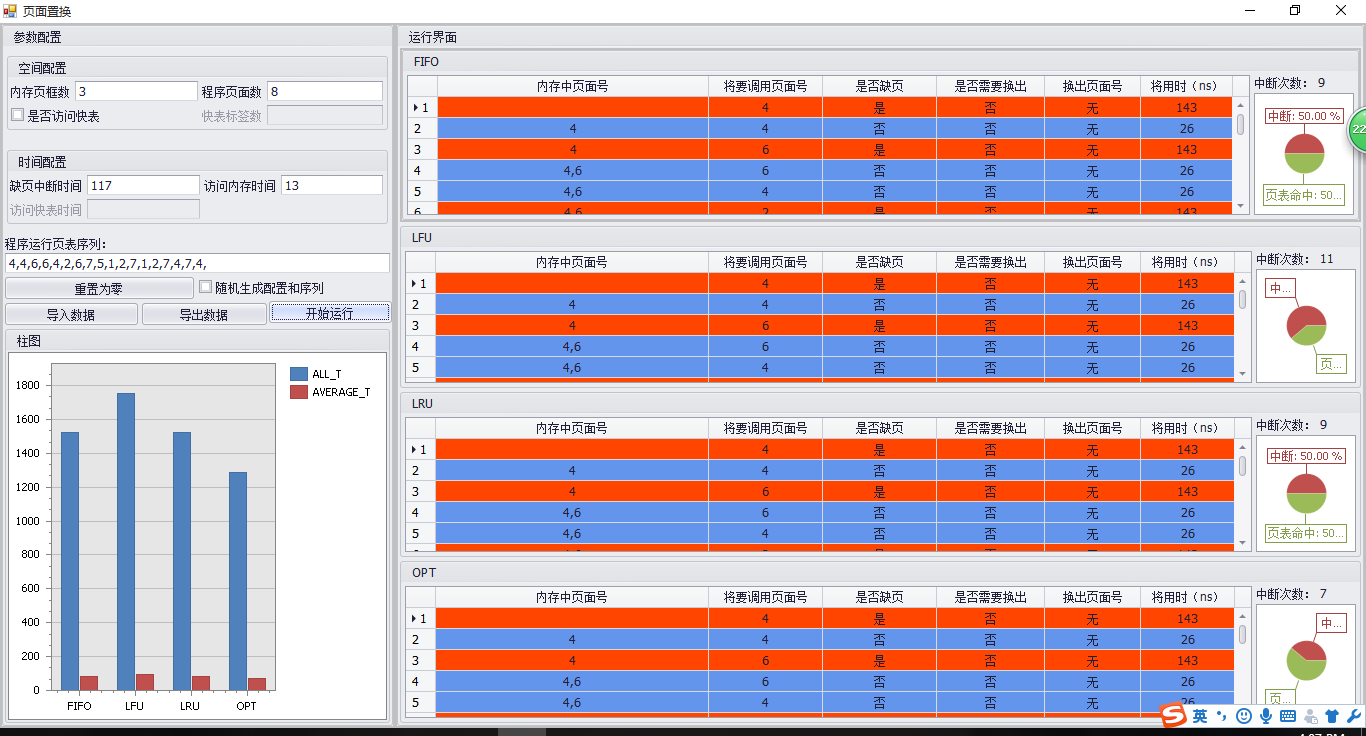 页面置换
参数配置
空间配置
内存页框数 3 程序页面数 8
是否访问快表 快表标签数
时间配置
缺页中断时间 117 访问内存时间 13
访问快表时间
程序运行页表序列：
4,4,6,6,4,2,6,7,5,1,2,7,1,2,7,4,7,4,
重置为零 随机生成配置和序列
导入数据 导出数据 开始运行
柱图
ALL_T
AVERAGE_T
1800
1600
1400
1200
1000
800
600
400
200
0
FIFO LFU LRU OPT
运行界面
FIFO
内存中页面号 将要调用页面号 是否缺页 是否需要换出 换出页面号 将用时（ns）
1 4 是 否 无 143
2 4 4 否 否 无 26
3 4 6 是 否 无 143
4 4,6 6 否 否 无 26
5 4,6 4 否 否 无 26
6 4,6 2 是 否 无 143
中断次数： 9
中断: 50.00 %
页表命中: 50...
22
LFU
内存中页面号 将要调用页面号 是否缺页 是否需要换出 换出页面号 将用时（ns）
1 4 是 否 无 143
2 4 4 否 否 无 26
3 4 6 是 否 无 143
4 4,6 6 否 否 无 26
5 4,6 4 否 否 无 26
中断次数： 11
中...
页...
LRU
内存中页面号 将要调用页面号 是否缺页 是否需要换出 换出页面号 将用时（ns）
1 4 是 否 无 143
2 4 4 否 否 无 26
3 4 6 是 否 无 143
4 4,6 6 否 否 无 26
5 4,6 4 否 否 无 26
中断次数： 9
中断: 50.00 %
页表命中: 50...
OPT
内存中页面号 将要调用页面号 是否缺页 是否需要换出 换出页面号 将用时（ns）
1 4 是 否 无 143
2 4 4 否 否 无 26
3 4 6 是 否 无 143
4 4,6 6 否 否 无 26
5 4,6 4 否 否 无 26
中断次数： 7
中...
页...
S 英